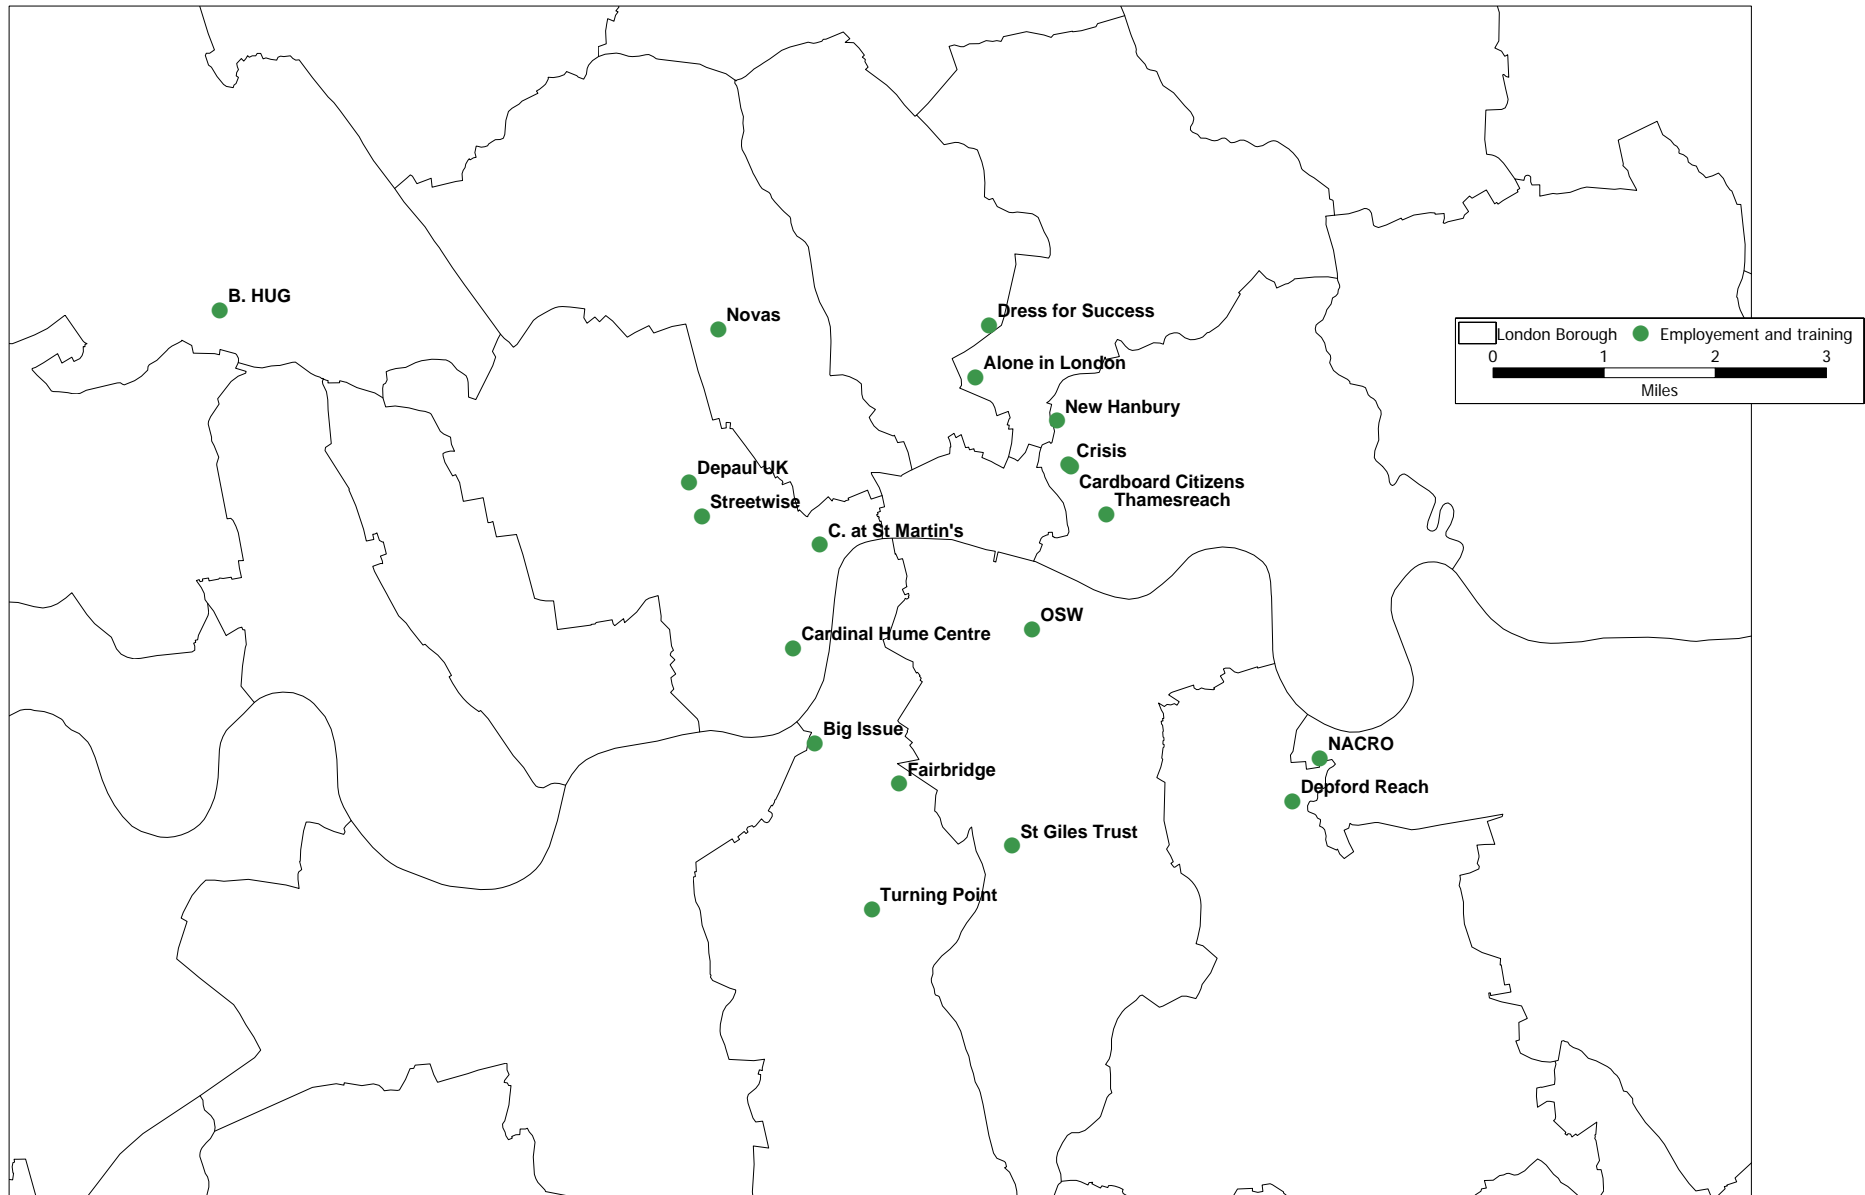 B. HUG
Novas
Dress for Success
London Borough
Employement and training
0 1 2 3
Miles
Alone in London
New Hanbury
Crisis
Depaul UK
Cardboard Citizens
Streetwise
Thamesreach
C. at St Martin's
OSW
Cardinal Hume Centre
Big Issue
NACRO
Fairbridge
Depford Reach
St Giles Trust
Turning Point